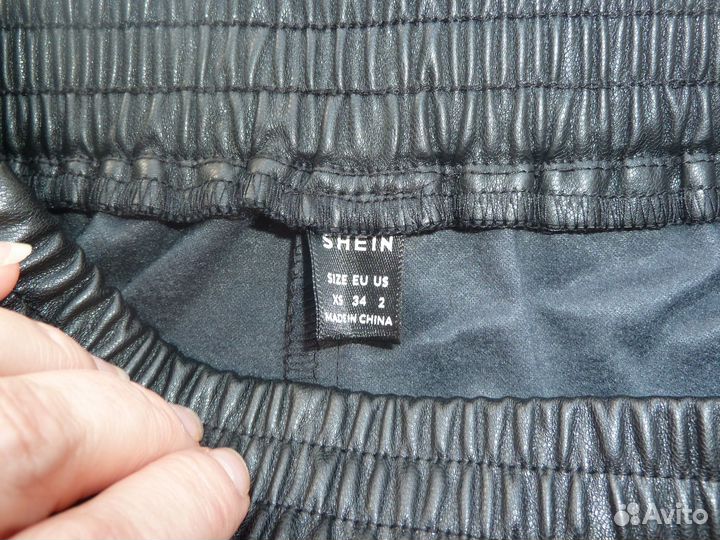 SHEIN
SIZE EU US
XS 34 2
MADE IN CHINA
Avito